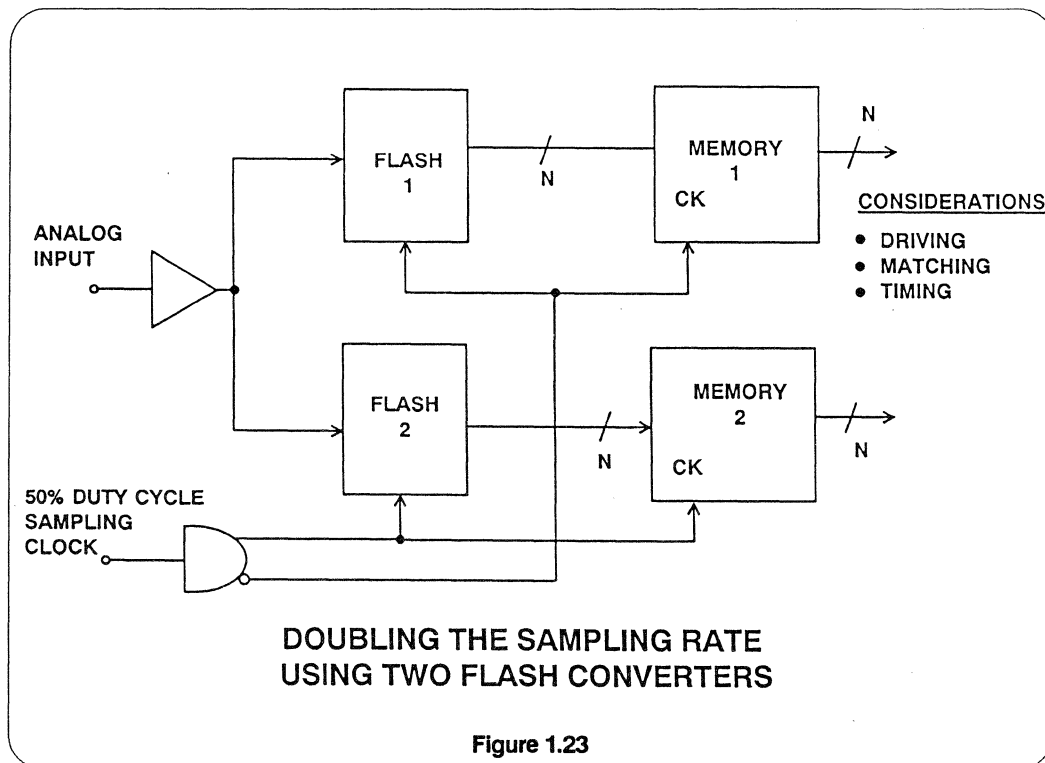 N
FLASH
1
N
MEMORY
1
CK
CONSIDERATIONS
• DRIVING
• MATCHING
• TIMING
ANALOG
INPUT
FLASH
2
N
MEMORY
2
CK
N
50% DUTY CYCLE
SAMPLING
CLOCK
DOUBLING THE SAMPLING RATE
USING TWO FLASH CONVERTERS
Figure 1.23